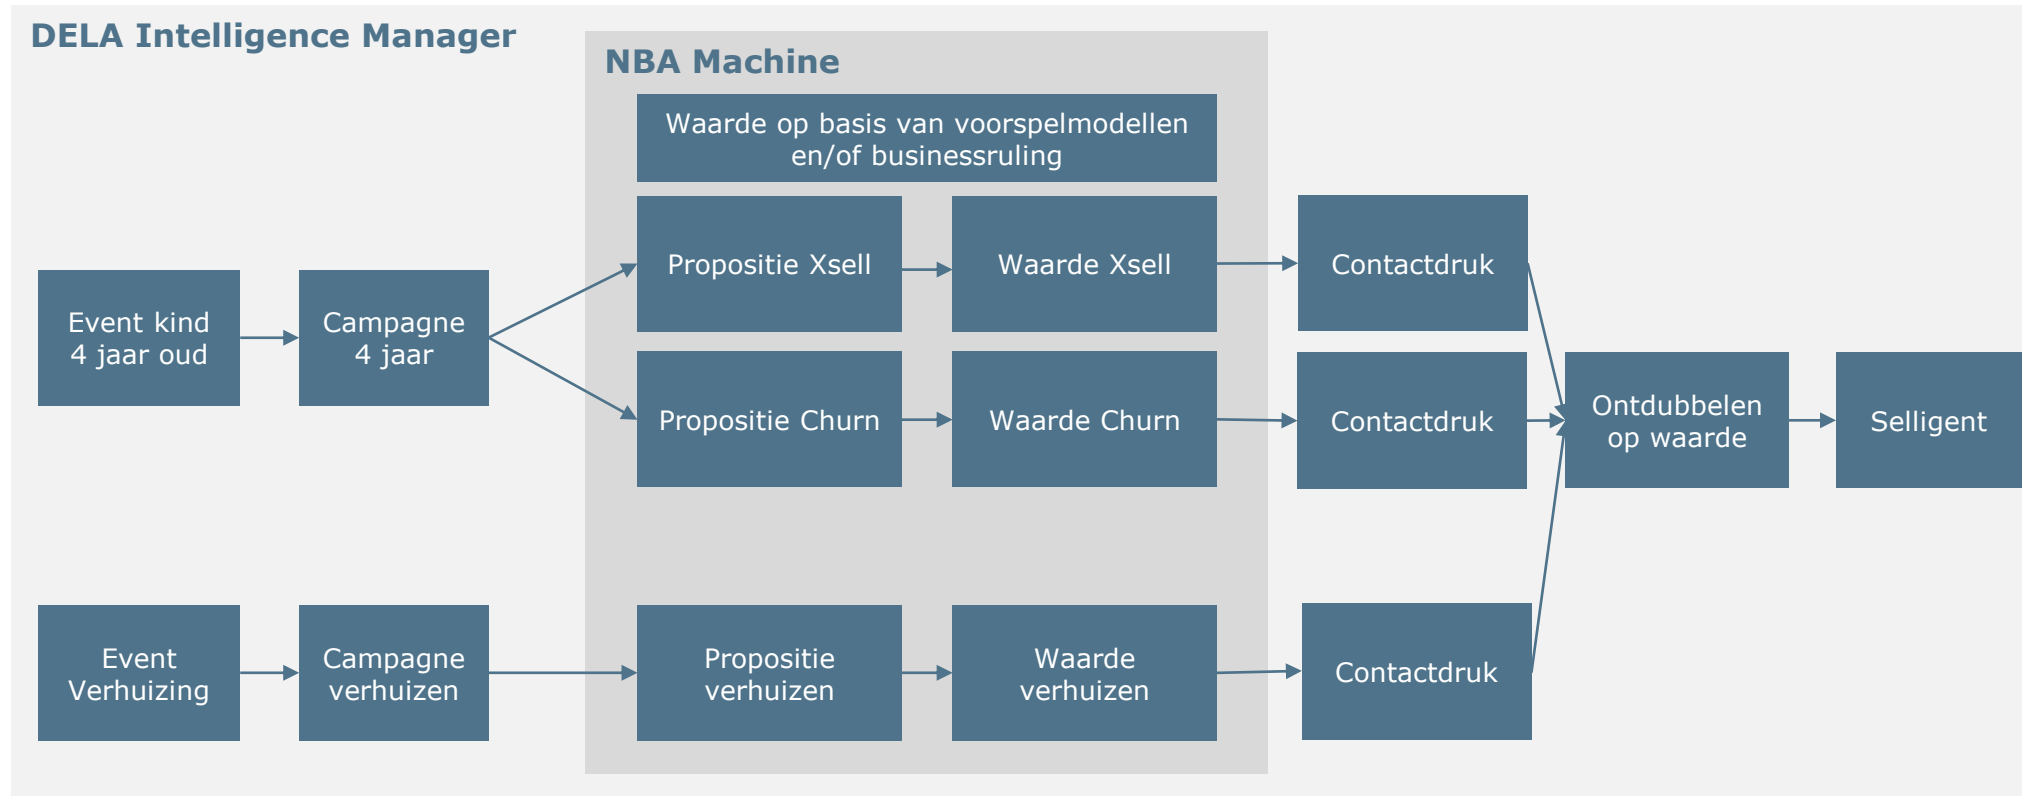 DELA Intelligence Manager
NBA Machine
Waarde op basis van voorspelmodellen
en/of businessruling
Event kind
4 jaar oud
Campagne
4 jaar
Propositie Xsell
Waarde Xsell
Contactdruk
Propositie Churn
Waarde Churn
Contactdruk
Ontdubbelen
op waarde
Selligent
Event
Verhuizing
Campagne
verhuizen
Propositie
verhuizen
Waarde
verhuizen
Contactdruk